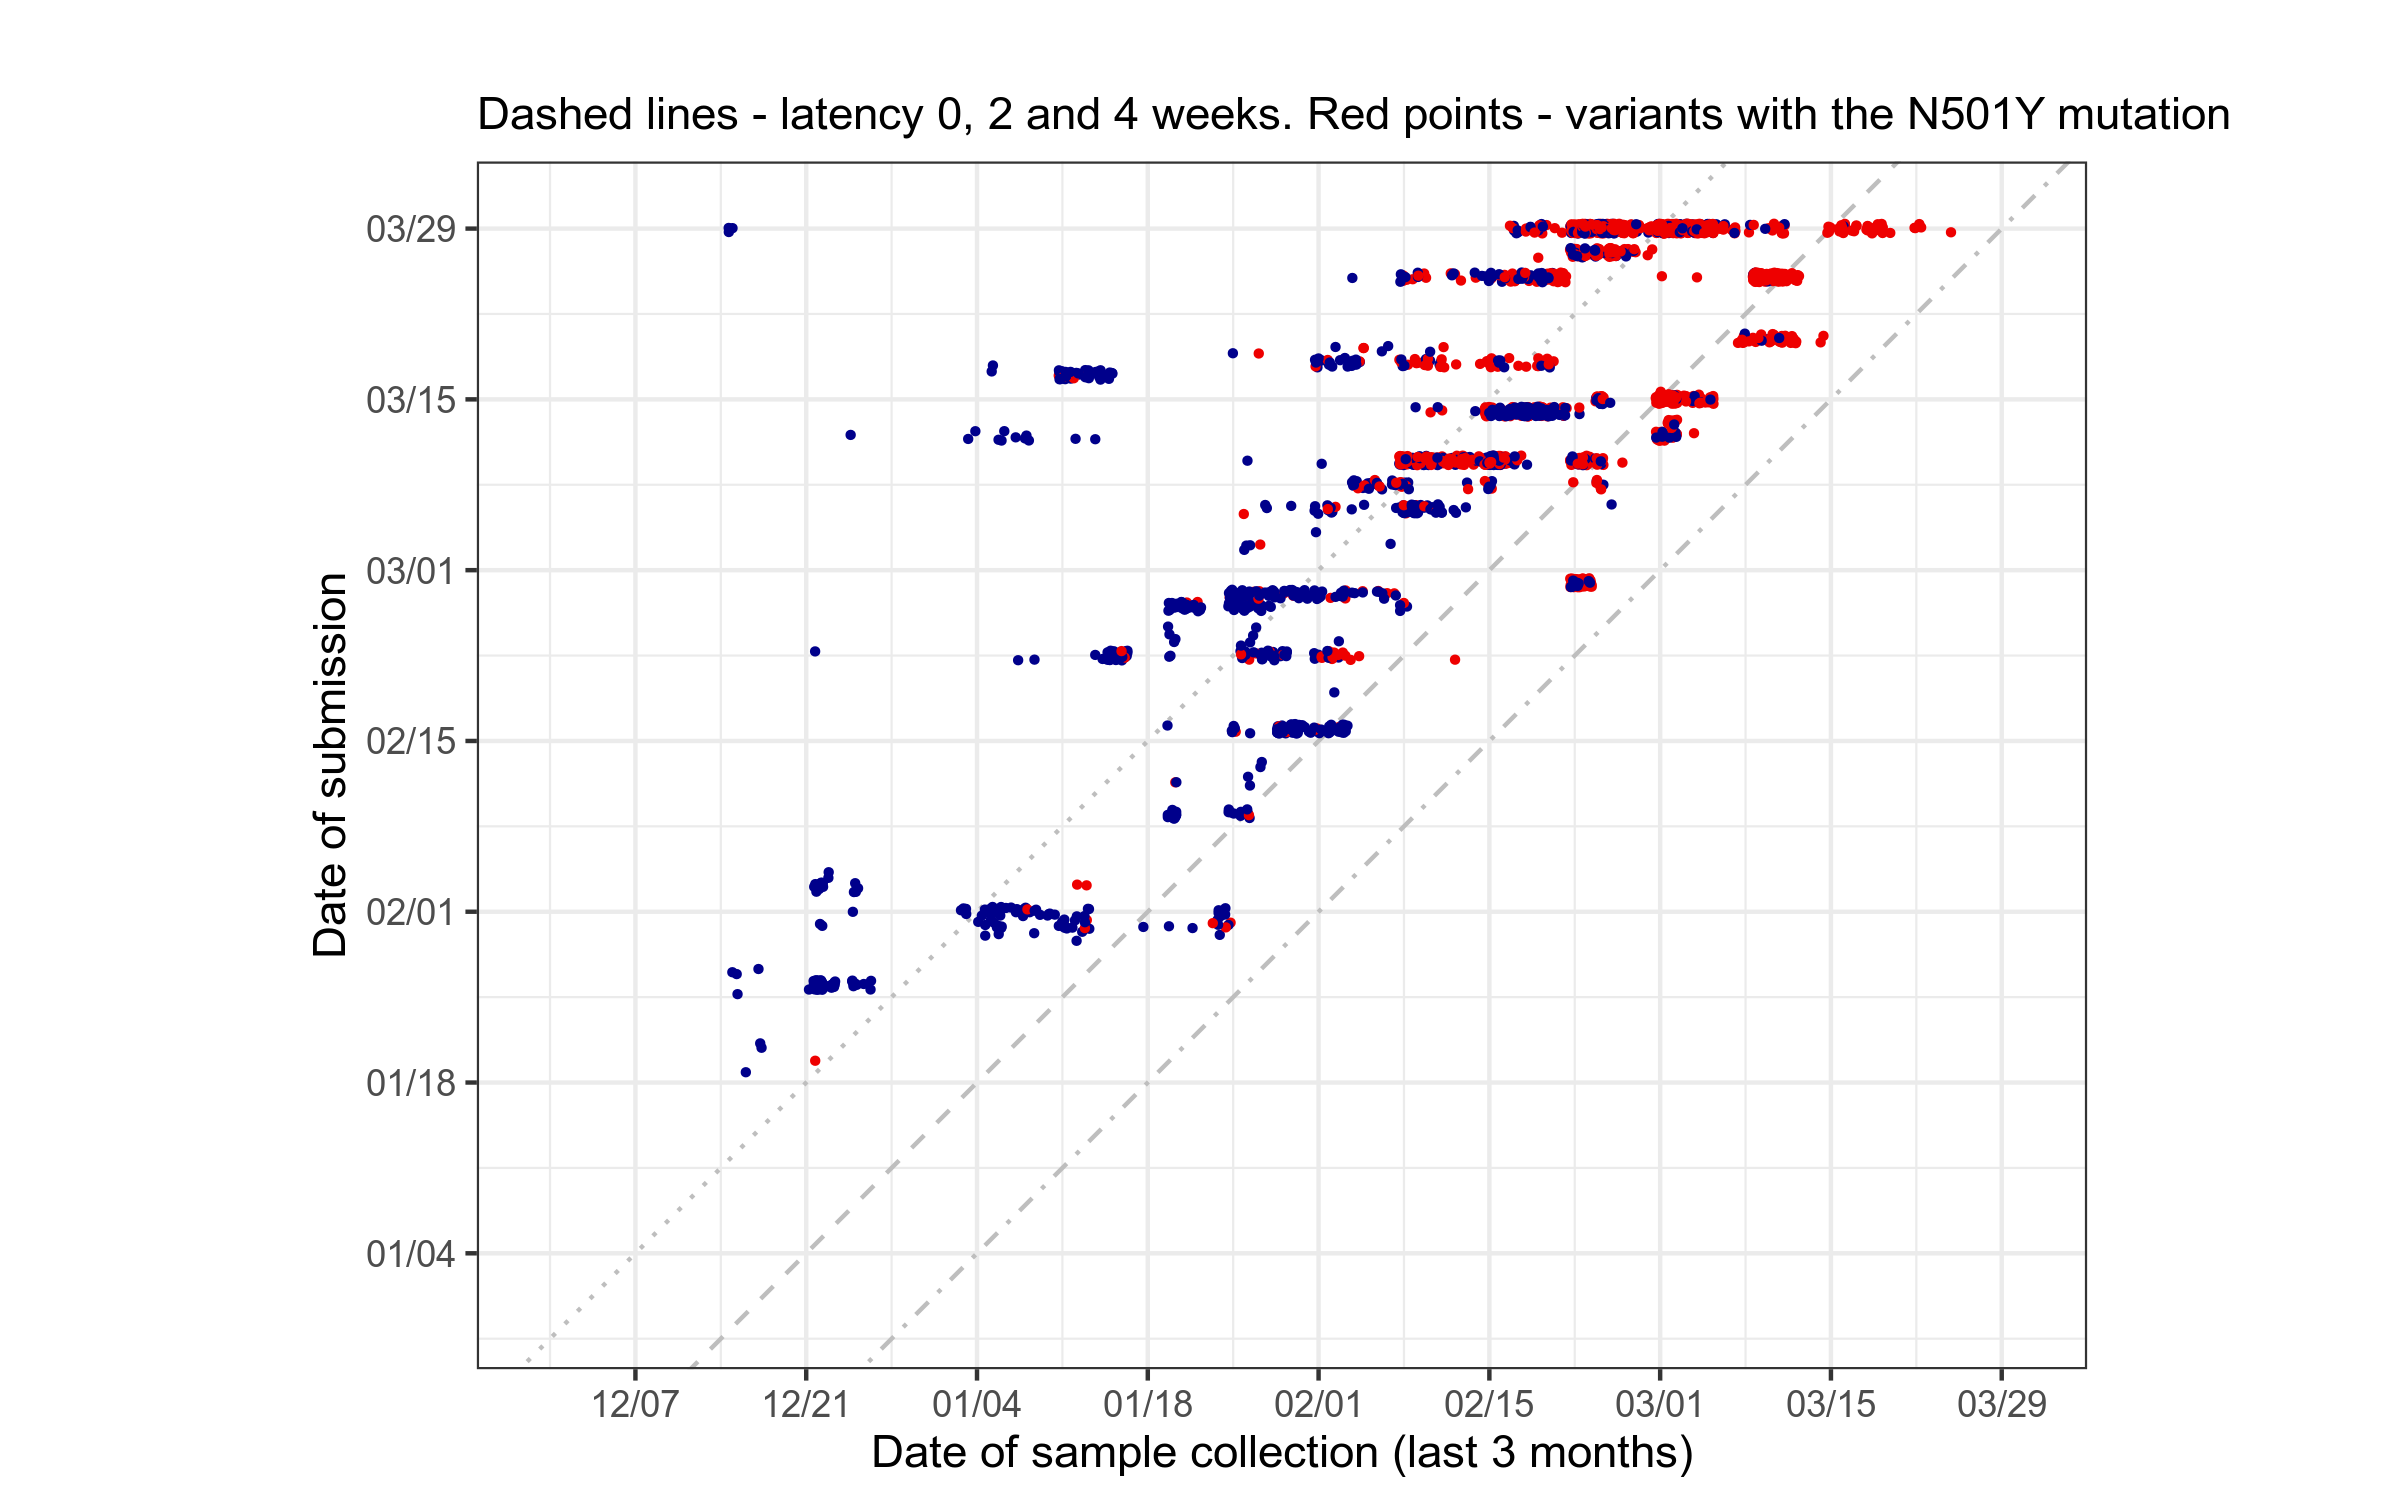 Dashed lines - latency 0, 2 and 4 weeks. Red points - variants with the N501Y mutation
Date of submission
03/29
03/15
03/01
02/15
02/01
01/18
01/04
12/07 12/21 01/04 01/18 02/01 02/15 03/01 03/15 03/29
Date of sample collection (last 3 months)